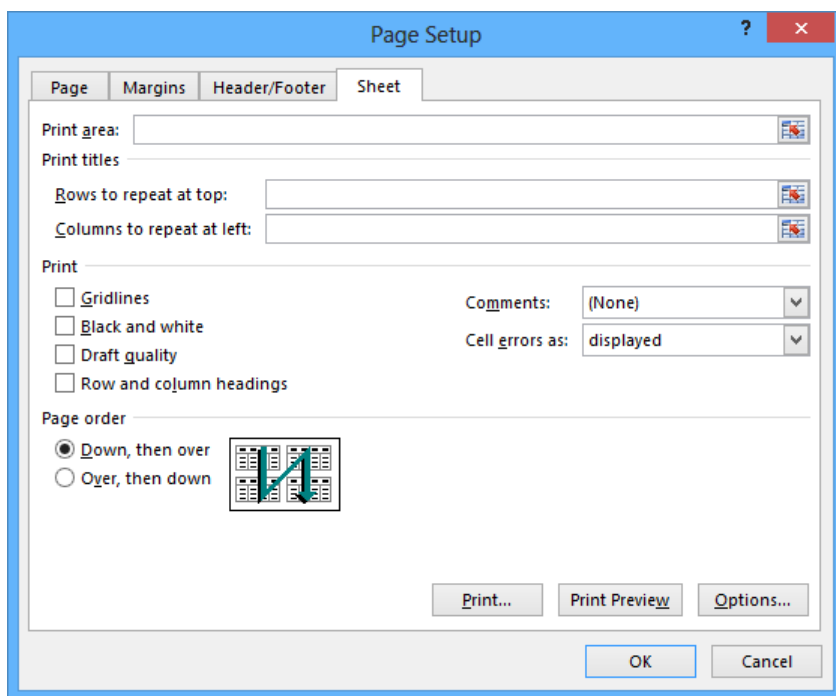 Page Setup ?
Page Margins Header/Footer Sheet
Print area:
Print titles
Rows to repeat at top:
Columns to repeat at left:
Print
Gridlines
Black and white
Draft quality
Row and column headings
Comments: (None)
Cell errors as: displayed
Page order
Down, then over
Over, then down
Print... Print Preview Options...
OK Cancel